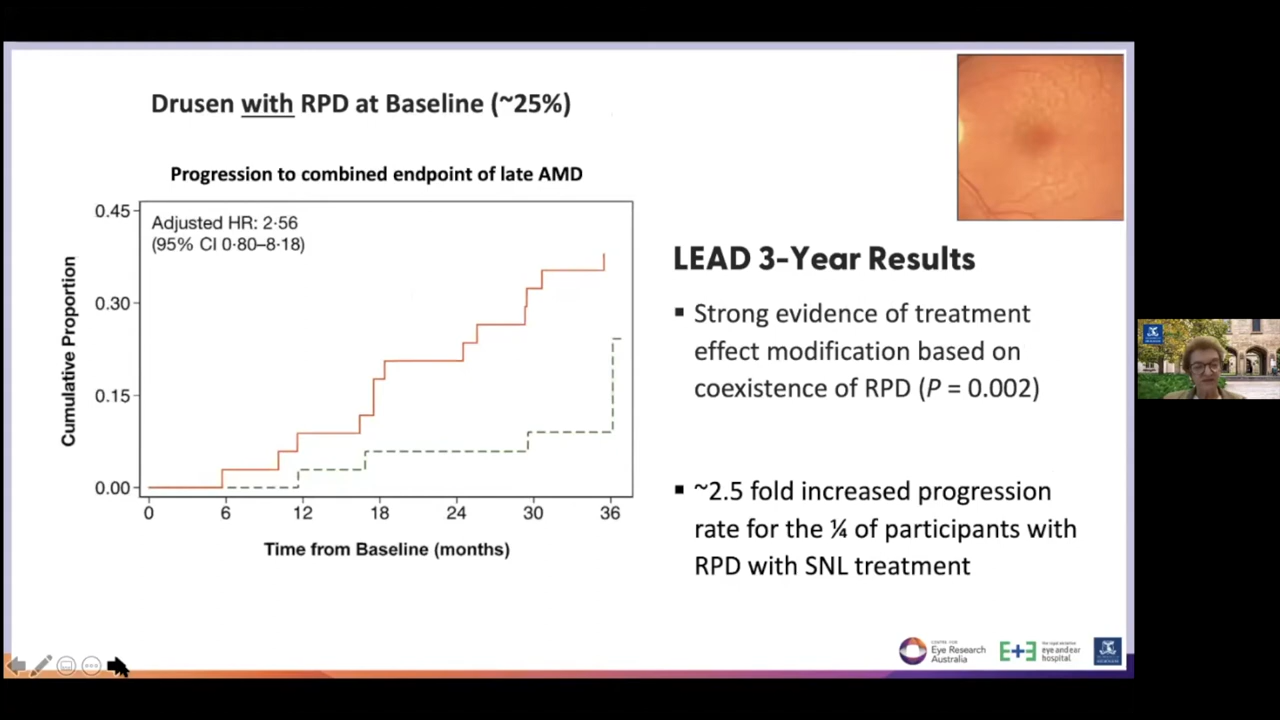 Drusen with RPD at Baseline (~25%)
Progression to combined endpoint of late AMD
Adjusted HR: 2·56
(95% CI 0·80–8·18)
0.45
0.30
0.15
0.00
Cumulative Proportion
0 6 12 18 24 30 36
Time from Baseline (months)
LEAD 3-Year Results
▪ Strong evidence of treatment
effect modification based on
coexistence of RPD (P = 0.002)
▪ ~2.5 fold increased progression
rate for the ¼ of participants with
RPD with SNL treatment
Eye Research
Australia
E+E
eye and ear
hospital